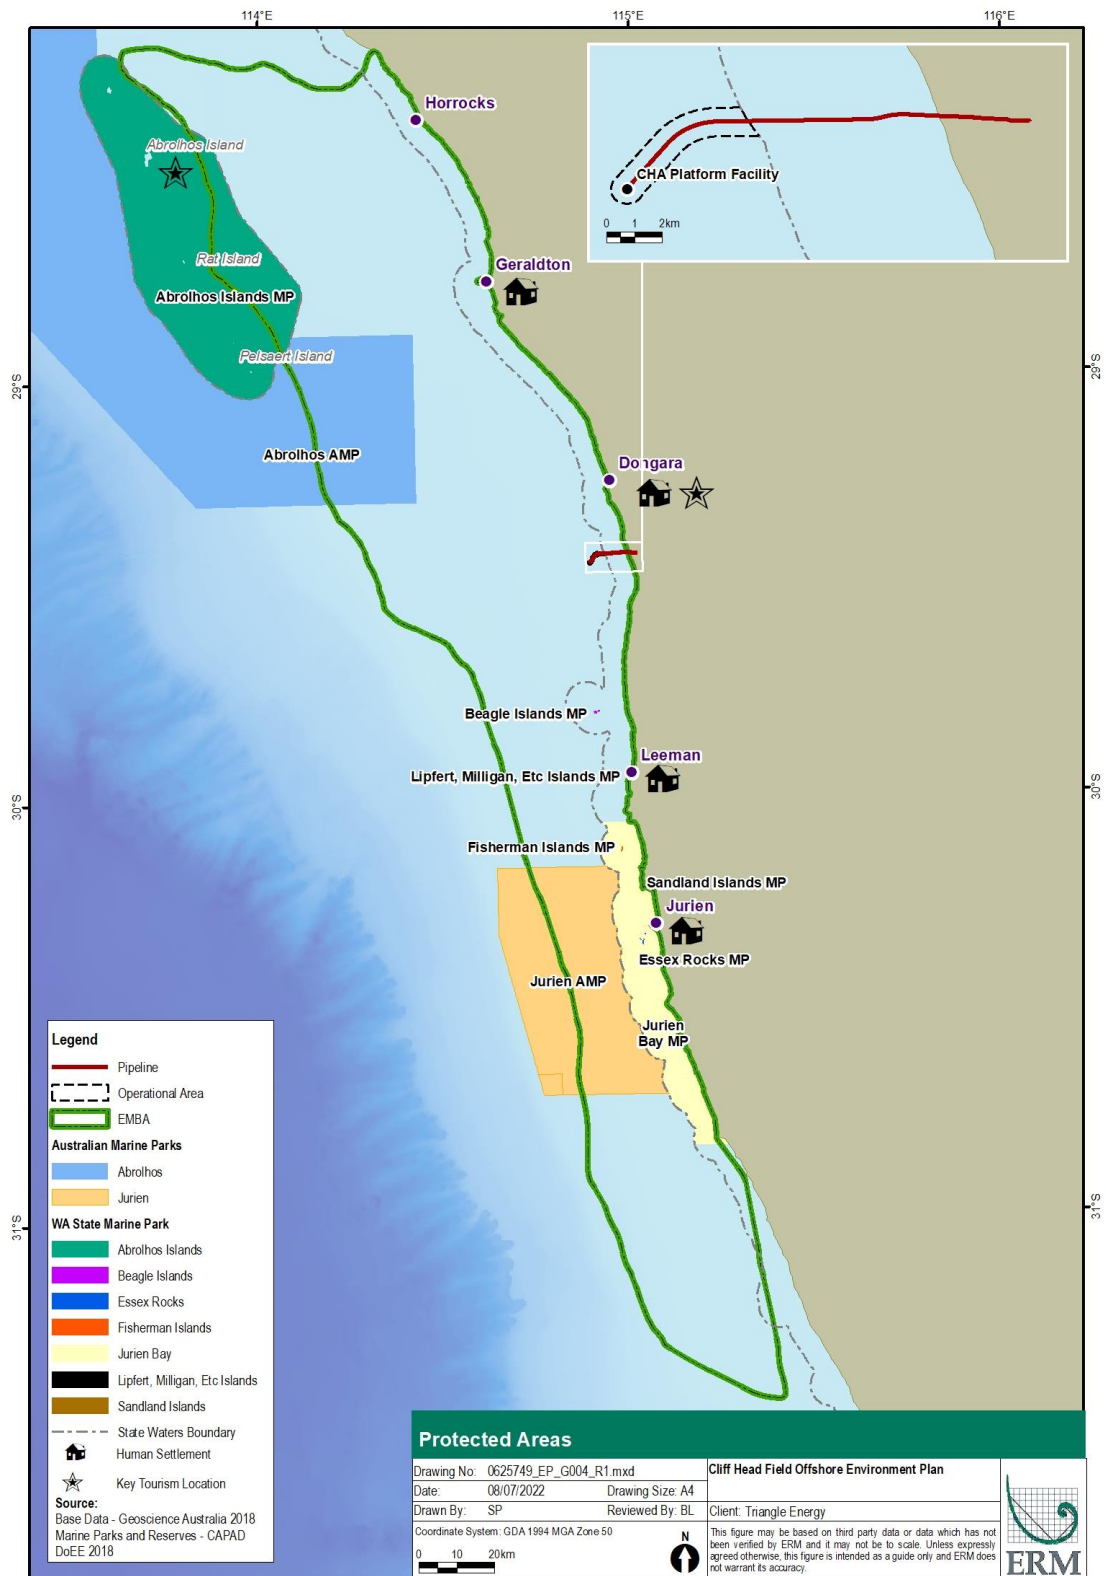 114°E
115°E
116°E
Horrocks
CHA Platform Facility
0 1 2km
Abrolhos Island
Rat Island
Abrolhos Islands MP
Geraldton
Pelsaert Island
29°S
29°S
Abrolhos AMP
Dongara
Beagle Islands MP
Leeman
Lipfert, Milligan, Etc Islands MP
30°S
30°S
Fisherman Islands MP
Sandland Islands MP
Jurien
Essex Rocks MP
Jurien AMP
Jurien
Bay MP
31°S
31°S
Legend
Pipeline
Operational Area
EMBA
Australian Marine Parks
Abrolhos
Jurien
WA State Marine Park
Abrolhos Islands
Beagle Islands
Essex Rocks
Fisherman Islands
Jurien Bay
Lipfert, Milligan, Etc Islands
Sandland Islands
State Waters Boundary
Human Settlement
Key Tourism Location
Source:
Base Data - Geoscience Australia 2018
Marine Parks and Reserves - CAPAD
DoEE 2018
Protected Areas
Drawing No: 0625749_EP_G004_R1.mxd
Date: 08/07/2022 Drawing Size: A4
Drawn By: SP Reviewed By: BL
Coordinate System: GDA 1994 MGA Zone 50
0 10 20km
N
Cliff Head Field Offshore Environment Plan
Client: Triangle Energy
This figure may be based on third party data or data which has not
been verified by ERM and it may not be to scale. Unless expressly
agreed otherwise, this figure is intended as a guide only and ERM does
not warrant its accuracy.
ERM